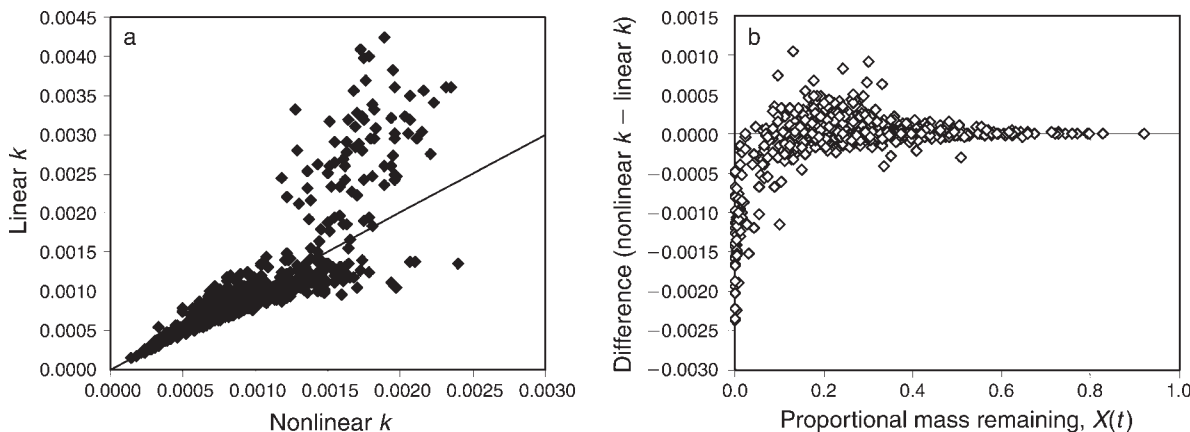 a
Linear k
0.0045
0.0040
0.0035
0.0030
0.0025
0.0020
0.0015
0.0010
0.0005
0.0000
0.0000 0.0005 0.0010 0.0015 0.0020 0.0025 0.0030
Nonlinear k
b
Difference (nonlinear k – linear k)
0.0015
0.0010
0.0005
0.0000
−0.0005
−0.0010
−0.0015
−0.0020
−0.0025
−0.0030
0.0 0.2 0.4 0.6 0.8 1.0
Proportional mass remaining, X(t)